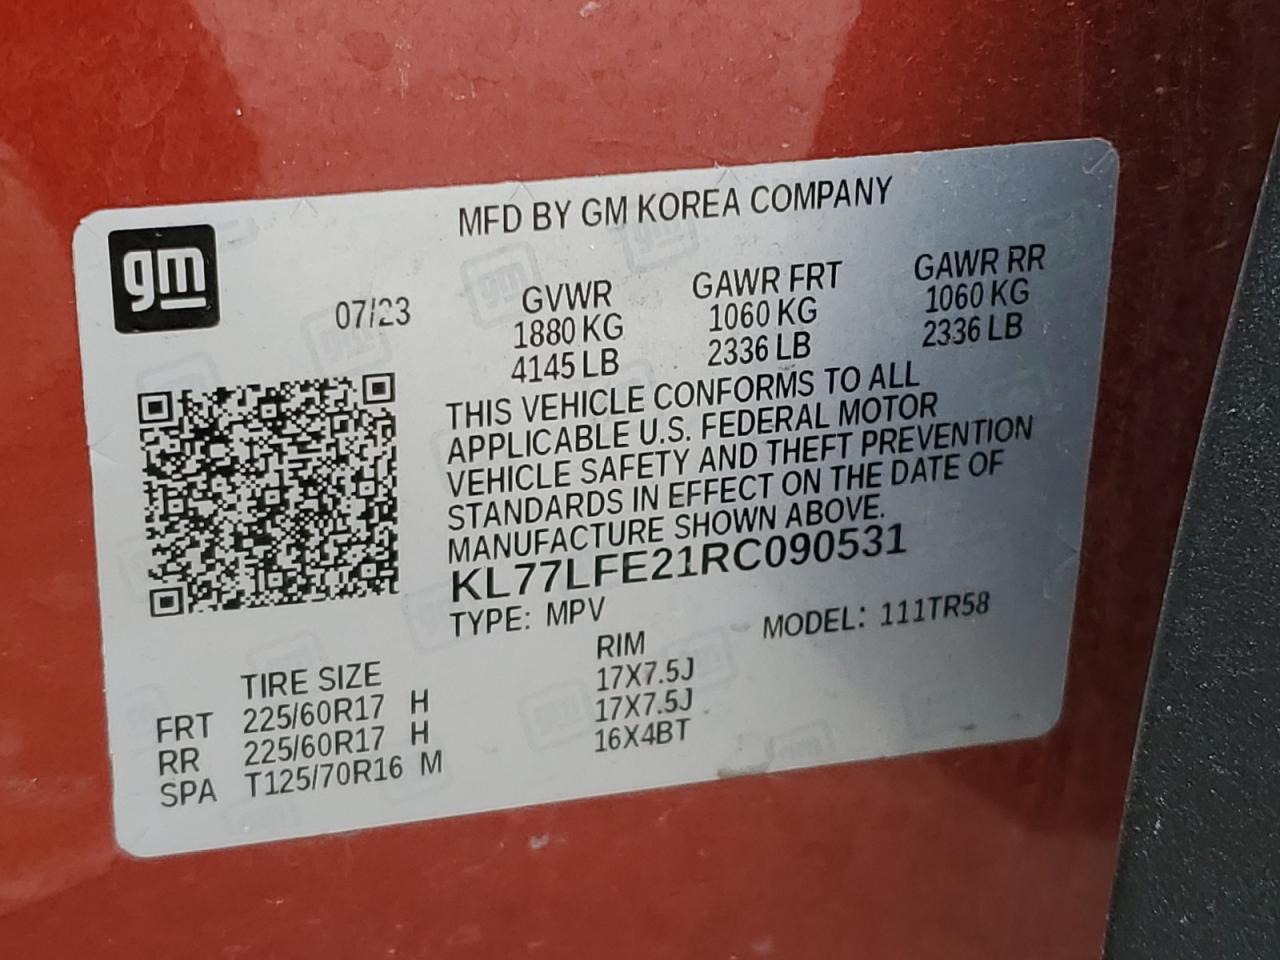 gm
MFD BY GM KOREA COMPANY
07/23
GVWR GAWR FRT GAWR RR
1880 KG 1060 KG 1060 KG
4145 LB 2336 LB 2336 LB
THIS VEHICLE CONFORMS TO ALL
APPLICABLE U.S. FEDERAL MOTOR
VEHICLE SAFETY AND THEFT PREVENTION
STANDARDS IN EFFECT ON THE DATE OF
MANUFACTURE SHOWN ABOVE.
KL77LFE21RC090531
TYPE: MPV MODEL: 111TR58
TIRE SIZE RIM
FRT 225/60R17 H 17X7.5J
RR 225/60R17 H 17X7.5J
SPA T125/70R16 M 16X4BT